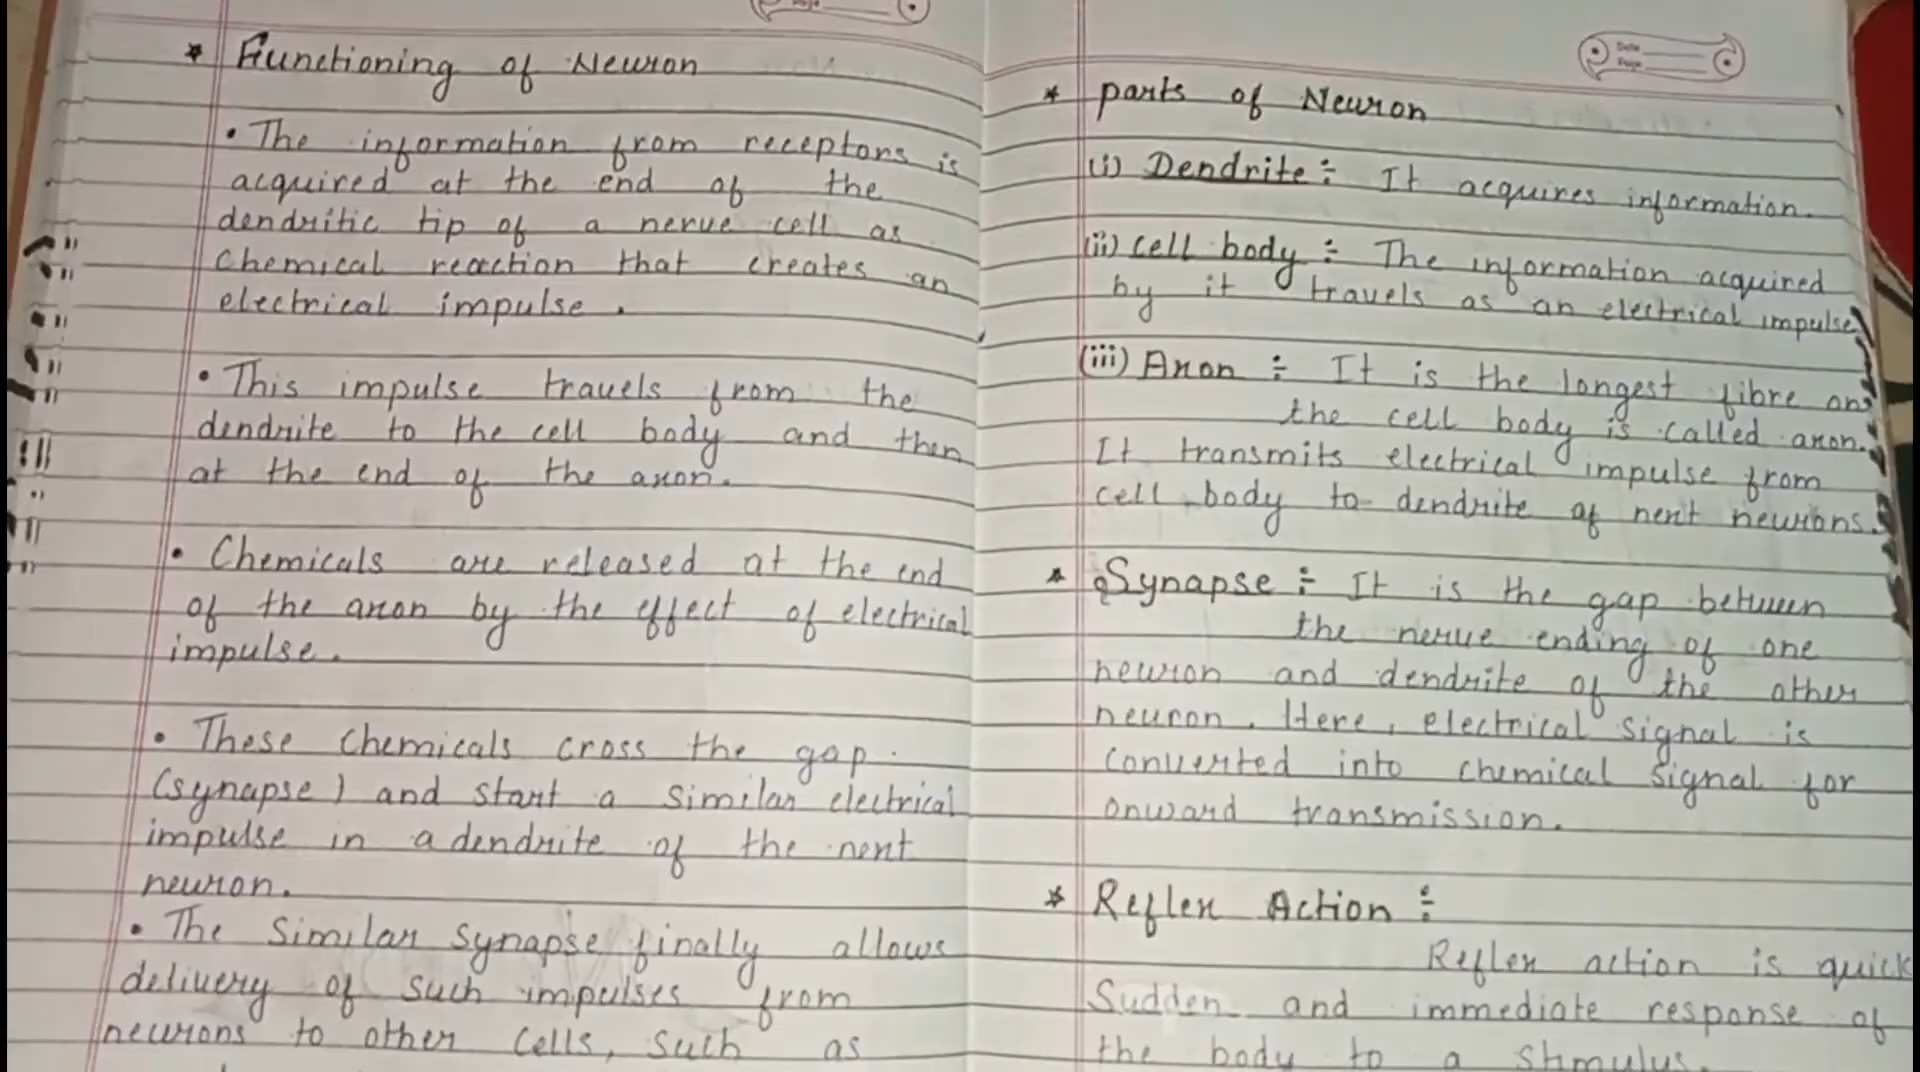 * Functioning of Neuron
• The information from receptors is
acquired at the end of the
dendritic tip of a nerve cell as
Chemical reaction that creates an
electrical impulse.
• This impulse travels from the
dendrite to the cell body and then
at the end of the axon.
• Chemicals are released at the end
of the axon by the effect of electrical
impulse.
• These Chemicals cross the gap
(synapse) and start a similar electrical
impulse in a dendrite of the next
neuron.
• The Similar Synapse finally allows
delivery of such impulses from
neurons to other Cells, Such as
Date
Page
* parts of Neuron
(i) Dendrite ÷ It acquires information.
(ii) Cell body ÷ The information acquired
by it travels as an electrical impulse
(iii) Axon ÷ It is the longest fibre on
the cell body is called axon.
It transmits electrical impulse from
cell body to dendrite of next neurons.
* Synapse ÷ It is the gap between
the nerve ending of one
neuron and dendrite of the other
neuron. Here, electrical signal is
Converted into chemical signal for
onward transmission.
* Reflex Action ÷
Reflex action is quick
Sudden and immediate response of
the body to a stimulus.